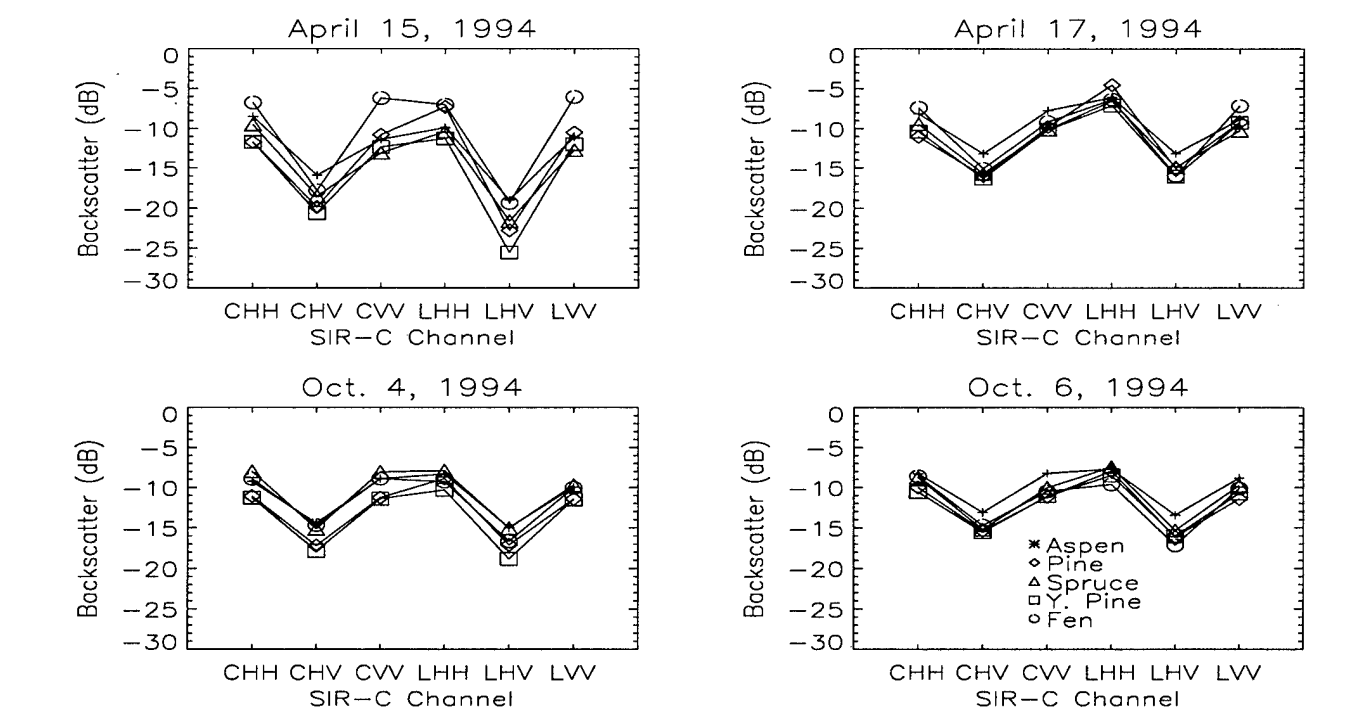 April 15, 1994
Backscatter (dB)
0
−5
−10
−15
−20
−25
−30
CHH CHV CVV LHH LHV LVV
SIR−C Channel
April 17, 1994
Backscatter (dB)
0
−5
−10
−15
−20
−25
−30
CHH CHV CVV LHH LHV LVV
SIR−C Channel
Oct. 4, 1994
Backscatter (dB)
0
−5
−10
−15
−20
−25
−30
CHH CHV CVV LHH LHV LVV
SIR−C Channel
Oct. 6, 1994
Backscatter (dB)
0
−5
−10
−15
−20
−25
−30
Aspen
Pine
Spruce
Y. Pine
Fen
CHH CHV CVV LHH LHV LVV
SIR−C Channel